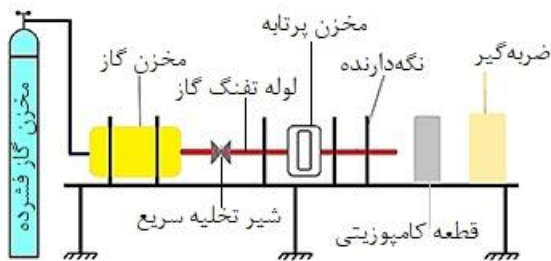 مخزن پرتابه
ضربه‌گیر
نگه‌دارنده
مخزن گاز
لوله تفنگ گاز
مخزن گاز فشرده
شیر تخلیه سریع
قطعه کامپوزیتی